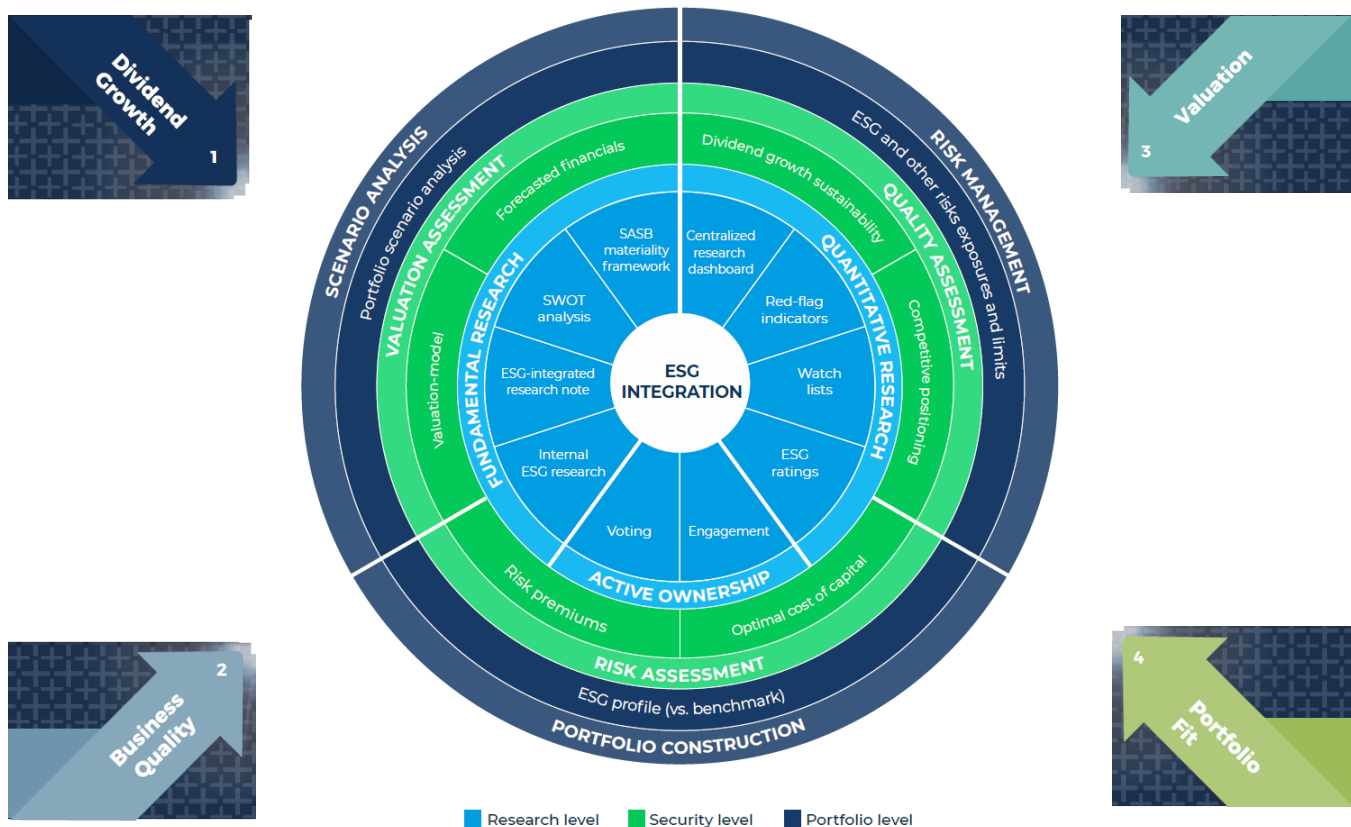 Dividend
Growth
1
Valuation
3
SCENARIO ANALYSIS
Portfolio scenario analysis
RISK MANAGEMENT
ESG and other risks exposures and limits
VALUATION ASSESSMENT
Forecasted financials
Valuation-model
QUALITY ASSESSMENT
Dividend growth sustainability
Competitive positioning
FUNDAMENTAL RESEARCH
SASB
materiality
framework
SWOT
analysis
ESG-integrated
research note
Internal
ESG research
QUANTITATIVE RESEARCH
Centralized
research
dashboard
Red-flag
indicators
Watch
lists
ESG
ratings
ESG
INTEGRATION
Voting
Engagement
ACTIVE OWNERSHIP
Risk premiums
Optimal cost of capital
RISK ASSESSMENT
ESG profile (vs. benchmark)
PORTFOLIO CONSTRUCTION
2
Business
Quality
4
Portfolio
Fit
Research level
Security level
Portfolio level